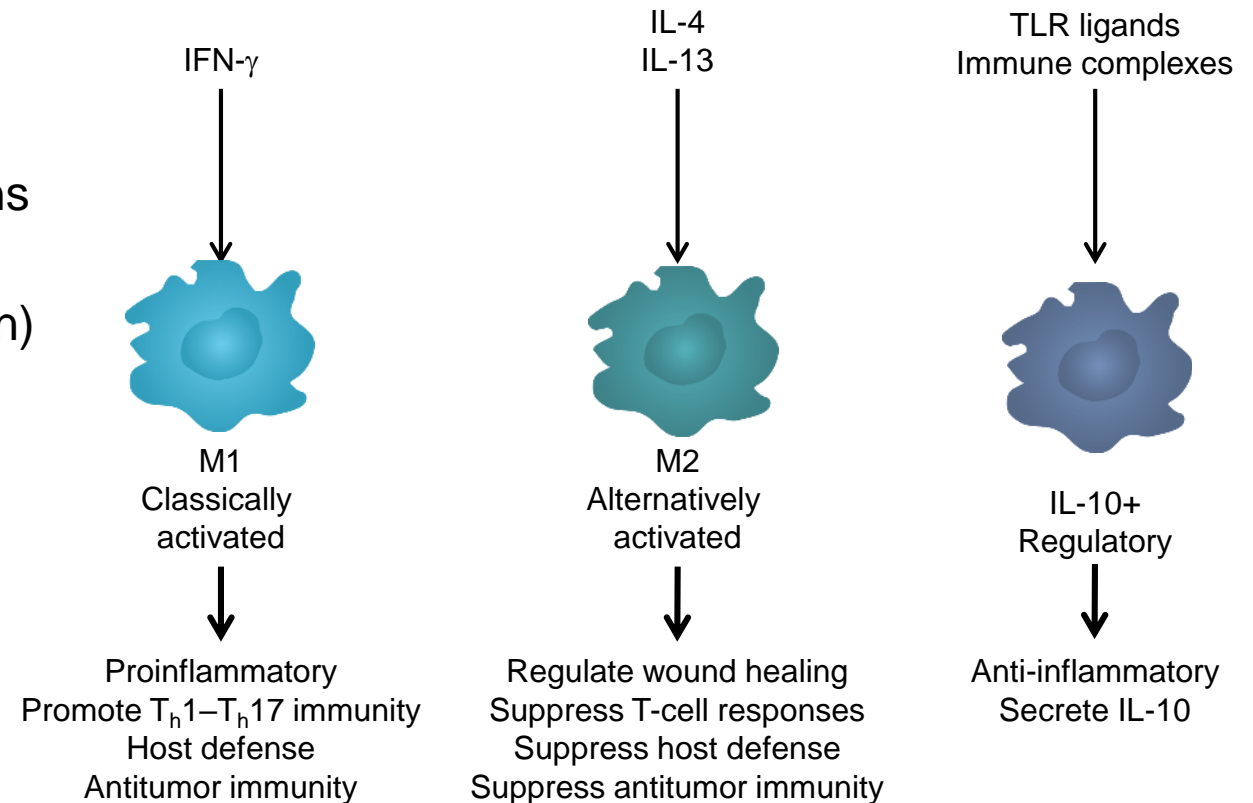 IFN-γ
IL-4
IL-13
TLR ligands
Immune complexes
M1
Classically
activated
M2
Alternatively
activated
IL-10+
Regulatory
Proinflammatory
Promote Th1–Th17 immunity
Host defense
Antitumor immunity
Regulate wound healing
Suppress T-cell responses
Suppress host defense
Suppress antitumor immunity
Anti-inflammatory
Secrete IL-10